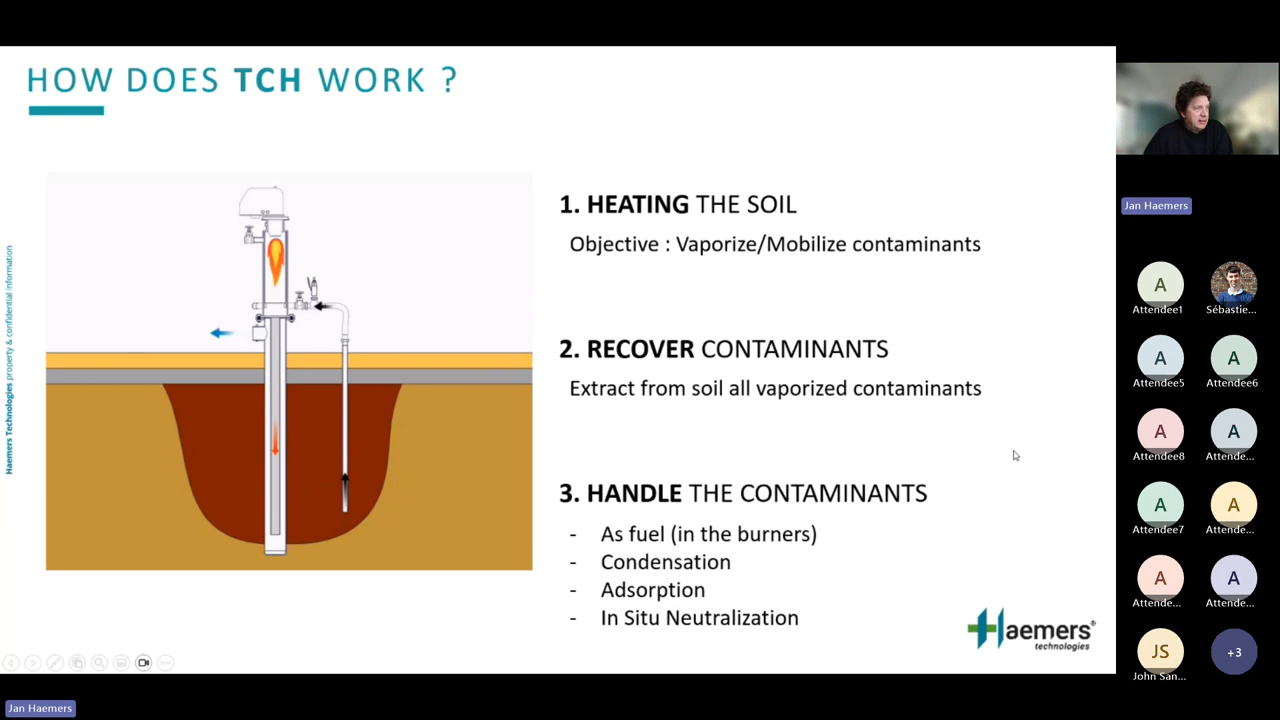 HOW DOES TCH WORK ?
Haemers Technologies property & confidential information
1. HEATING THE SOIL
Objective : Vaporize/Mobilize contaminants
2. RECOVER CONTAMINANTS
Extract from soil all vaporized contaminants
3. HANDLE THE CONTAMINANTS
- As fuel (in the burners)
- Condensation
- Adsorption
- In Situ Neutralization
Haemers®
technologies
Jan Haemers
Jan Haemers
A
Attendee1
Sébastie...
A
Attendee5
A
Attendee6
A
Attendee8
A
Attende...
A
Attendee7
A
Attende...
A
Attende...
A
Attende...
JS
John San...
+3